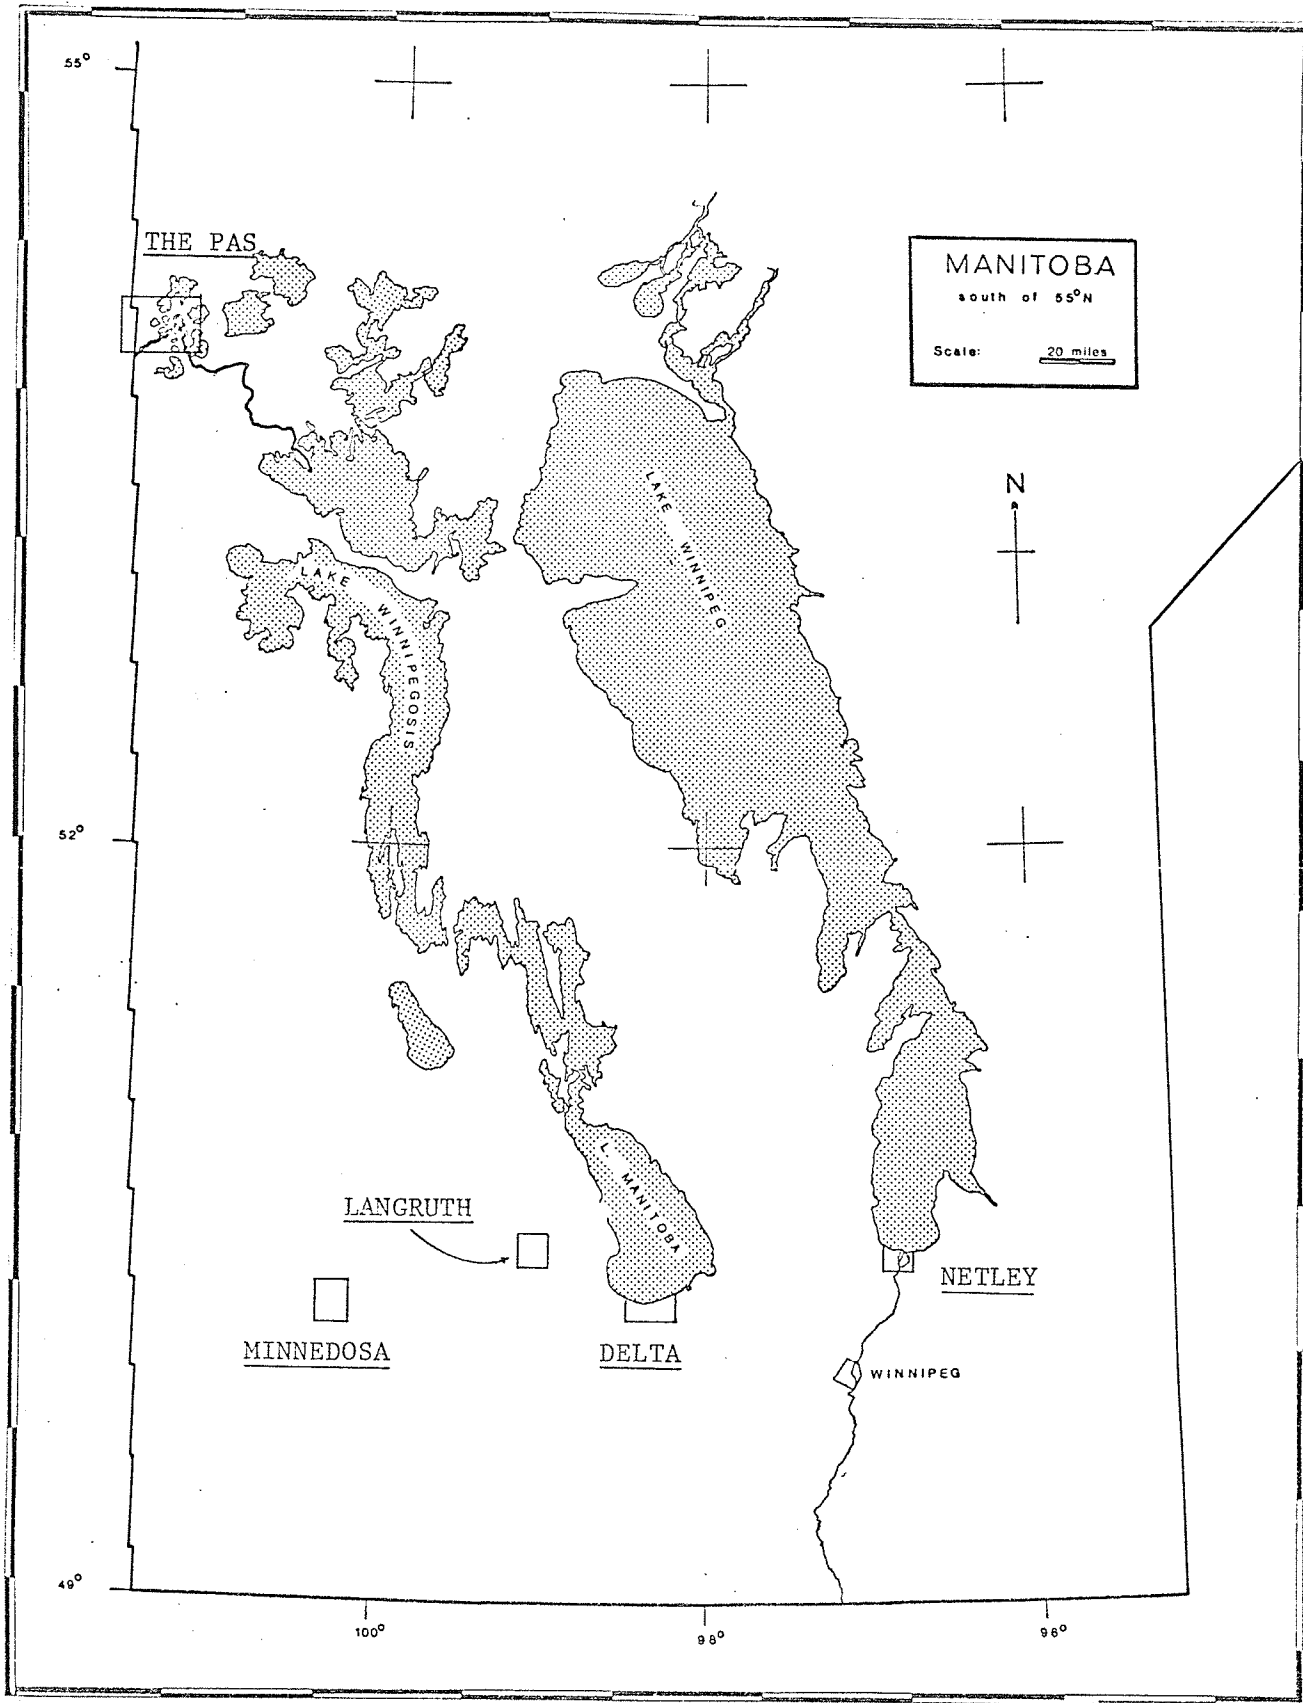 55°
THE PAS
MANITOBA
south of 55°N
Scale: 20 miles
N
LAKE WINNIPEG
LAKE WINNIPEGOSIS
52°
L. MANITOBA
LANGRUTH
NETLEY
MINNEDOSA
DELTA
WINNIPEG
49°
100°
98°
96°